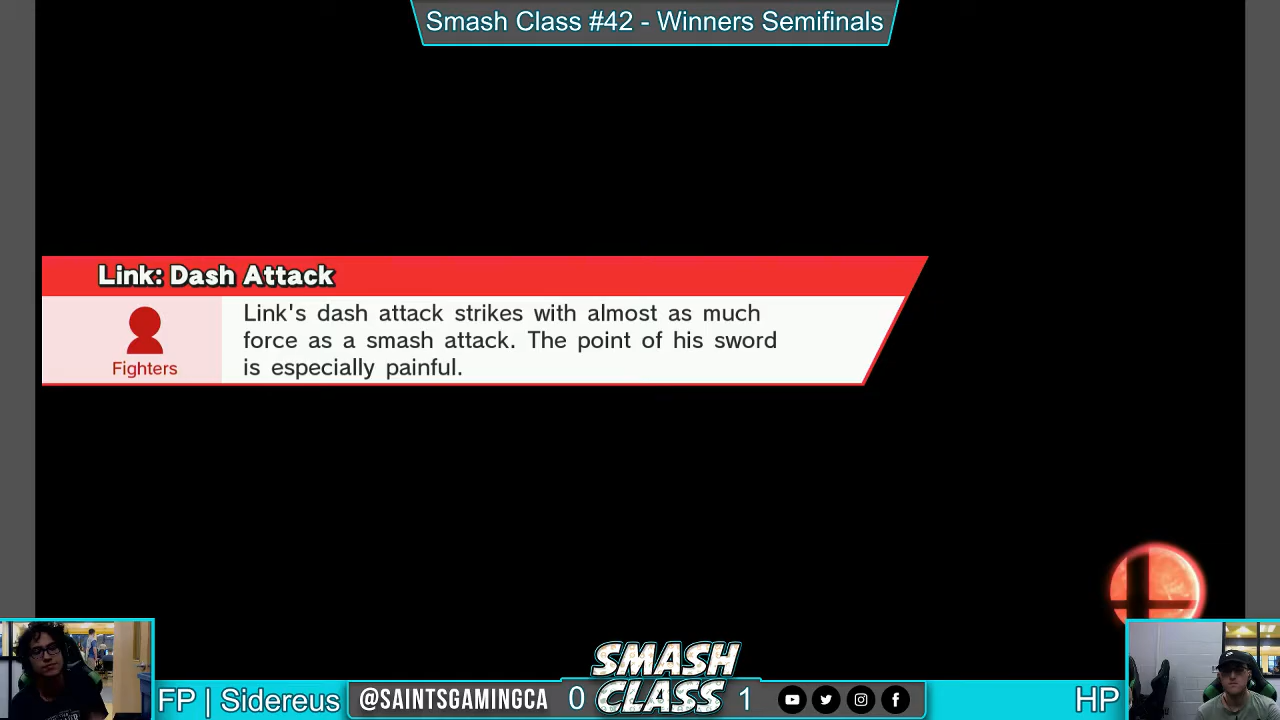 Smash Class #42 - Winners Semifinals
Link: Dash Attack
Link's dash attack strikes with almost as much
force as a smash attack. The point of his sword
is especially painful.
Fighters
FP | Sidereus
@SAINTSGAMINGCA
0
SMASH
CLASS
1
HP